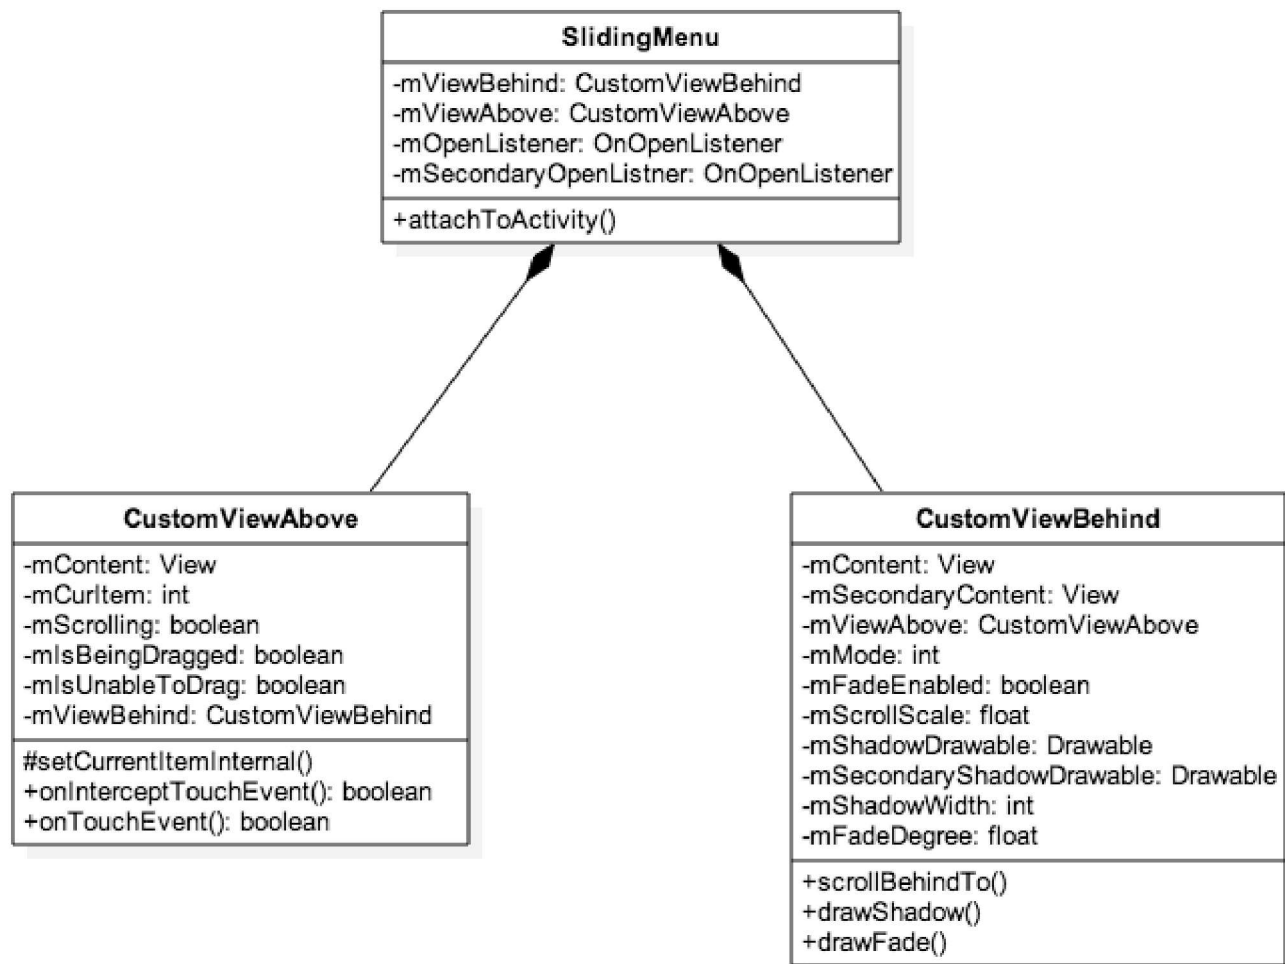 SlidingMenu
-mViewBehind: CustomViewBehind
-mViewAbove: CustomViewAbove
-mOpenListener: OnOpenListener
-mSecondaryOpenListner: OnOpenListener
+attachToActivity()
CustomViewAbove
-mContent: View
-mCurItem: int
-mScrolling: boolean
-mIsBeingDragged: boolean
-mIsUnableToDrag: boolean
-mViewBehind: CustomViewBehind
#setCurrentItemInternal()
+onInterceptTouchEvent(): boolean
+onTouchEvent(): boolean
CustomViewBehind
-mContent: View
-mSecondaryContent: View
-mViewAbove: CustomViewAbove
-mMode: int
-mFadeEnabled: boolean
-mScrollScale: float
-mShadowDrawable: Drawable
-mSecondaryShadowDrawable: Drawable
-mShadowWidth: int
-mFadeDegree: float
+scrollBehindTo()
+drawShadow()
+drawFade()